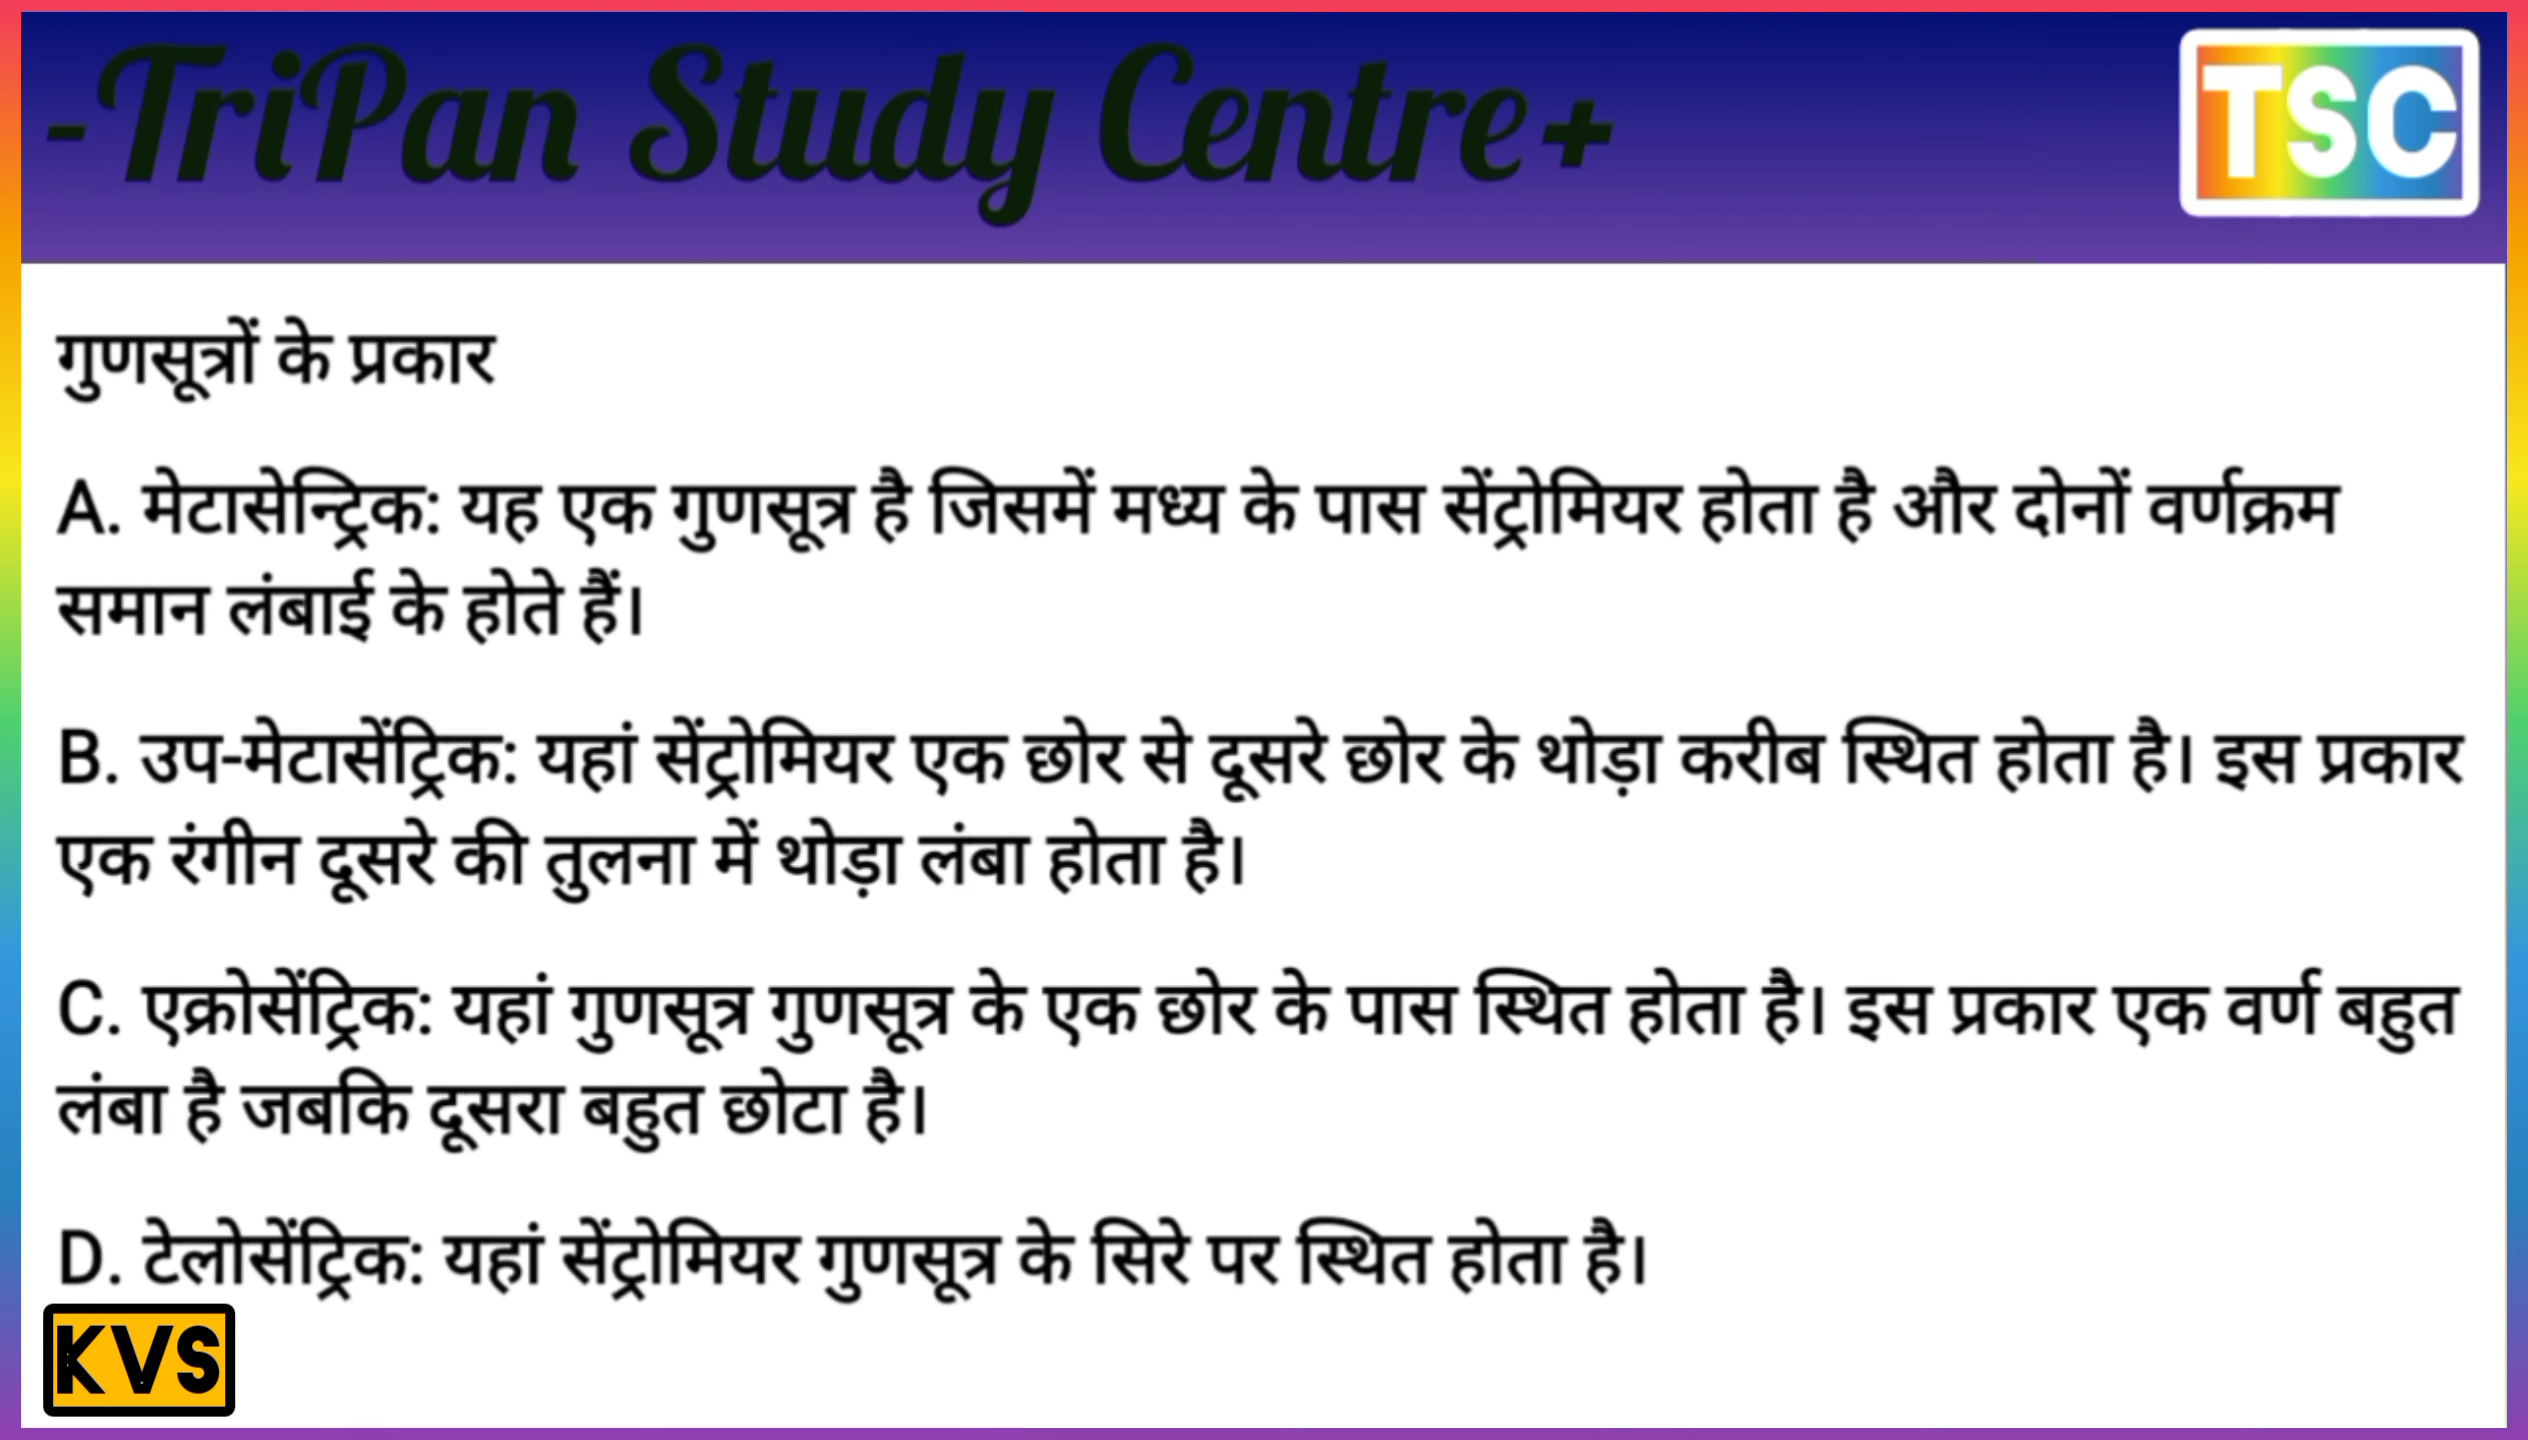 -TriPan Study Centre+
TSC
गुणसूत्रों के प्रकार
A. मेटासेन्ट्रिक: यह एक गुणसूत्र है जिसमें मध्य के पास सेंट्रोमियर होता है और दोनों वर्णक्रम
समान लंबाई के होते हैं।
B. उप-मेटासेंट्रिक: यहां सेंट्रोमियर एक छोर से दूसरे छोर के थोड़ा करीब स्थित होता है। इस प्रकार
एक रंगीन दूसरे की तुलना में थोड़ा लंबा होता है।
C. एक्रोसेंट्रिक: यहां गुणसूत्र गुणसूत्र के एक छोर के पास स्थित होता है। इस प्रकार एक वर्ण बहुत
लंबा है जबकि दूसरा बहुत छोटा है।
D. टेलोसेंट्रिक: यहां सेंट्रोमियर गुणसूत्र के सिरे पर स्थित होता है।
KVS